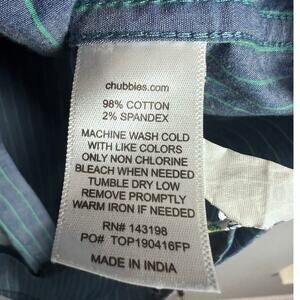 chubbies.com
98% COTTON
2% SPANDEX
MACHINE WASH COLD
WITH LIKE COLORS
ONLY NON CHLORINE
BLEACH WHEN NEEDED
TUMBLE DRY LOW
REMOVE PROMPTLY
WARM IRON IF NEEDED
RN# 143198
PO# TOP190416FP
MADE IN INDIA